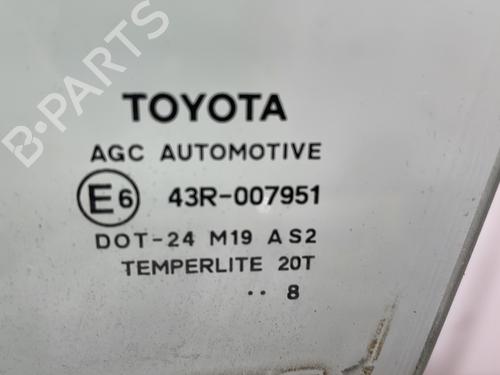 B-PARTS
TOYOTA
AGC AUTOMOTIVE
E6 43R-007951
DOT-24 M19 AS2
TEMPERLITE 20T
·· 8